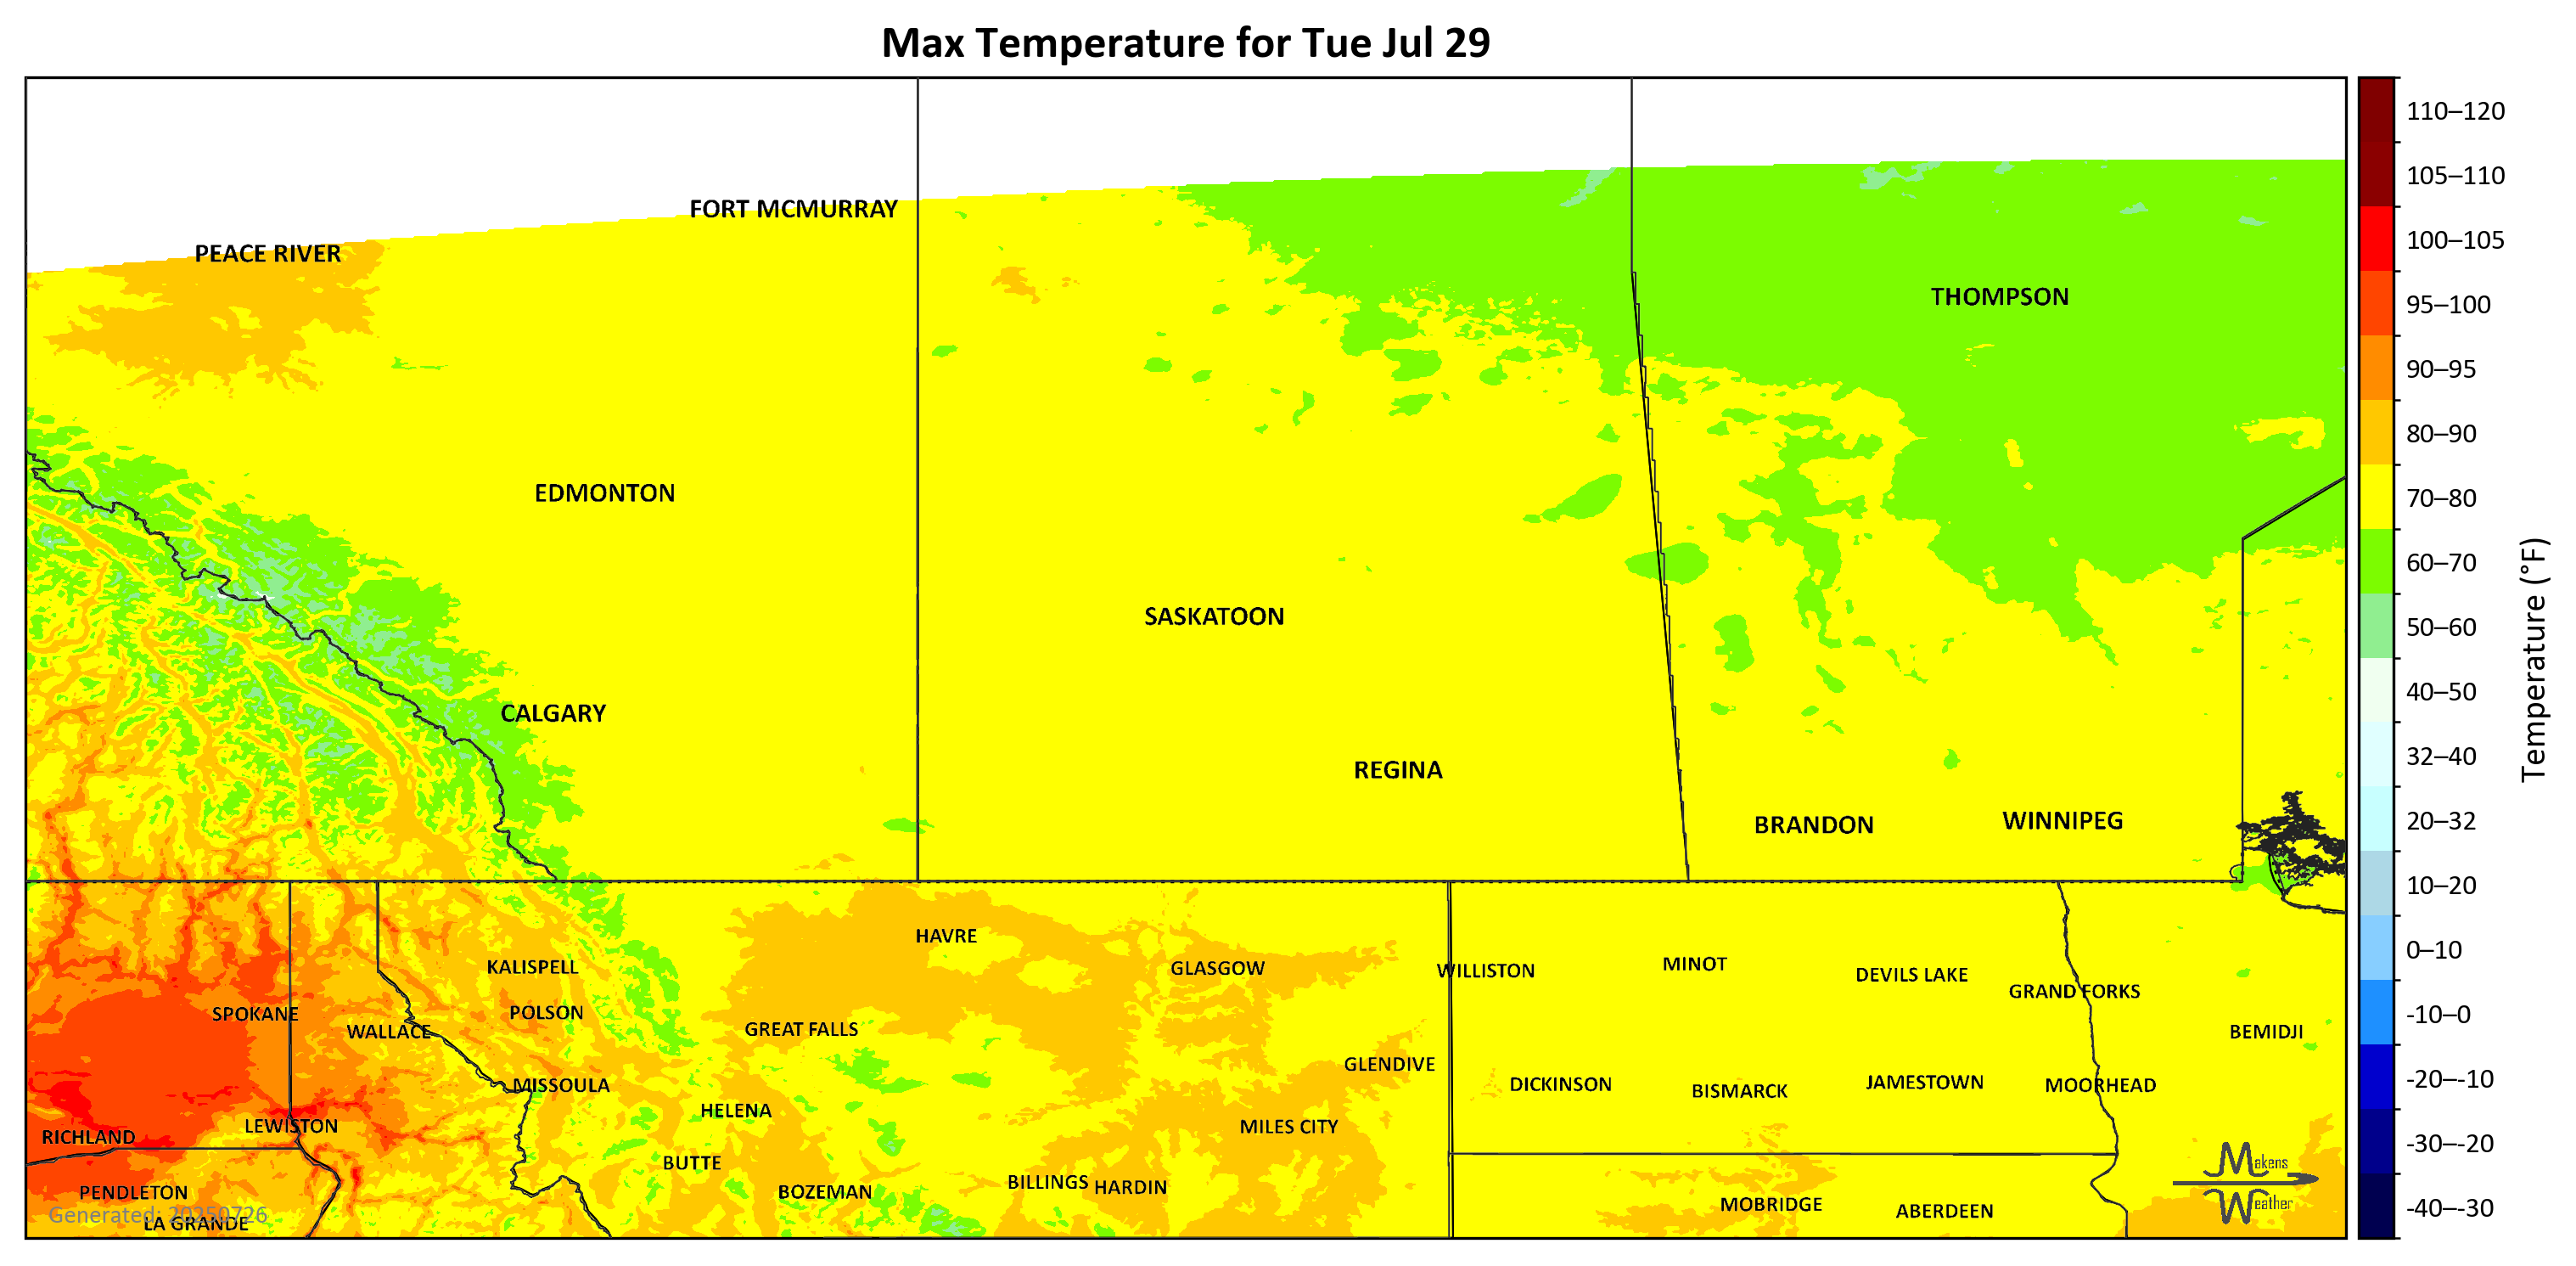 Max Temperature for Tue Jul 29
FORT MCMURRAY
PEACE RIVER
THOMPSON
EDMONTON
SASKATOON
CALGARY
REGINA
BRANDON
WINNIPEG
HAVRE
KALISPELL
GLASGOW
WILLISTON
MINOT
DEVILS LAKE
GRAND FORKS
SPOKANE
POLSON
WALLACE
GREAT FALLS
BEMIDJI
GLENDIVE
MISSOULA
DICKINSON
BISMARCK
JAMESTOWN
MOORHEAD
HELENA
LEWISTON
MILES CITY
RICHLAND
BUTTE
BILLINGS
HARDIN
PENDLETON
BOZEMAN
MOBRIDGE
ABERDEEN
LA GRANDE
Generated: 20250726
Makens
Weather
110–120
105–110
100–105
95–100
90–95
80–90
70–80
60–70
50–60
40–50
32–40
20–32
10–20
0–10
-10–0
-20–-10
-30–-20
-40–-30
Temperature (°F)